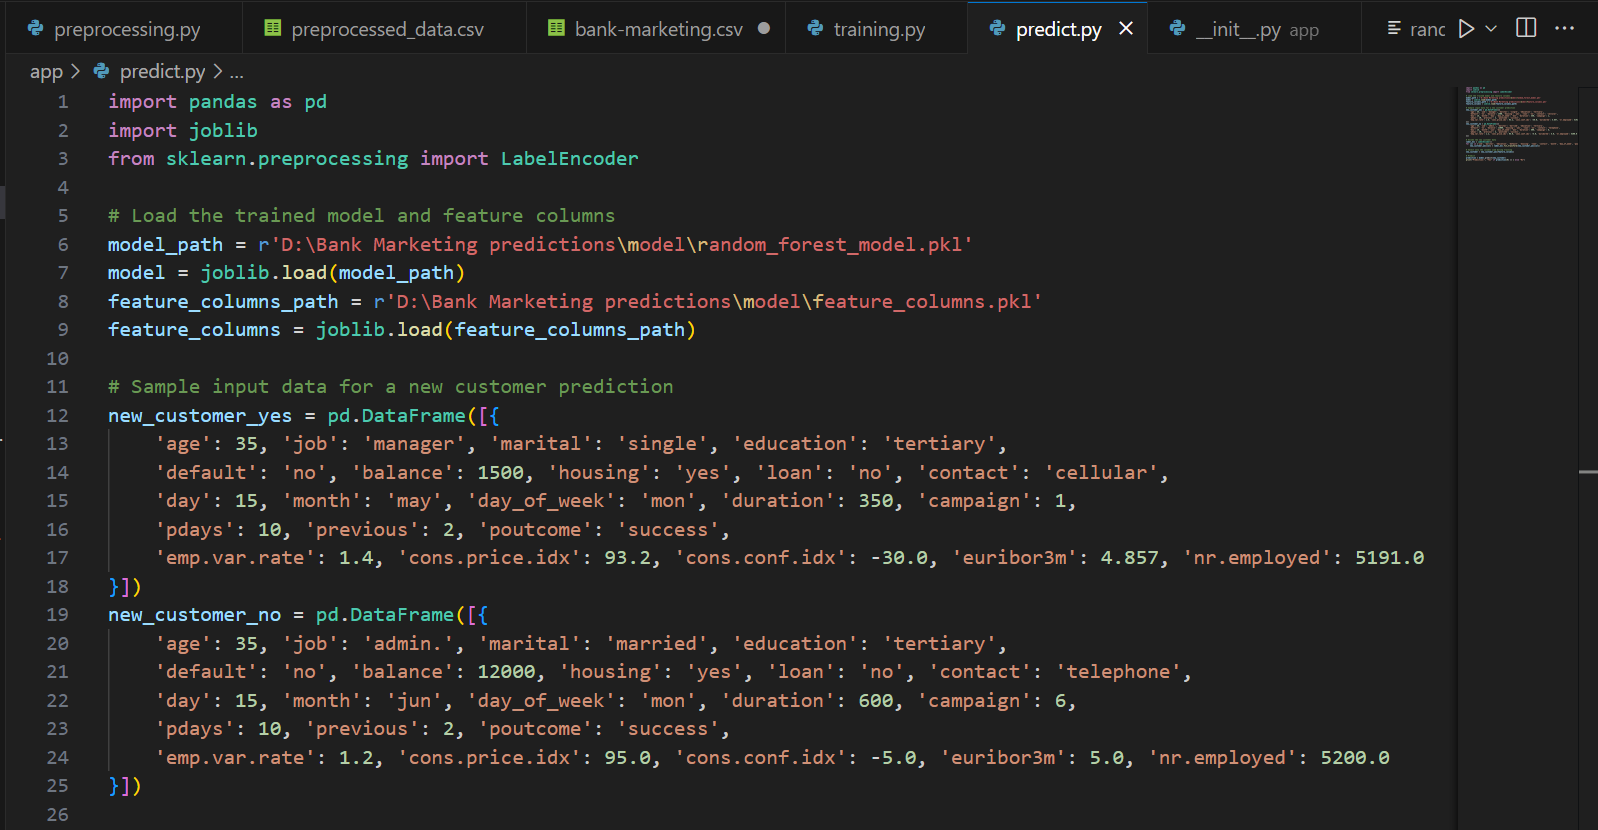 preprocessing.py preprocessed_data.csv bank-marketing.csv training.py predict.py __init__.py app ranc
app > predict.py > ...
1 import pandas as pd
2 import joblib
3 from sklearn.preprocessing import LabelEncoder
4
5 # Load the trained model and feature columns
6 model_path = r'D:\Bank Marketing predictions\model\random_forest_model.pkl'
7 model = joblib.load(model_path)
8 feature_columns_path = r'D:\Bank Marketing predictions\model\feature_columns.pkl'
9 feature_columns = joblib.load(feature_columns_path)
10
11 # Sample input data for a new customer prediction
12 new_customer_yes = pd.DataFrame([{
13     'age': 35, 'job': 'manager', 'marital': 'single', 'education': 'tertiary',
14     'default': 'no', 'balance': 1500, 'housing': 'yes', 'loan': 'no', 'contact': 'cellular',
15     'day': 15, 'month': 'may', 'day_of_week': 'mon', 'duration': 350, 'campaign': 1,
16     'pdays': 10, 'previous': 2, 'poutcome': 'success',
17     'emp.var.rate': 1.4, 'cons.price.idx': 93.2, 'cons.conf.idx': -30.0, 'euribor3m': 4.857, 'nr.employed': 5191.0
18 }])
19 new_customer_no = pd.DataFrame([{
20     'age': 35, 'job': 'admin.', 'marital': 'married', 'education': 'tertiary',
21     'default': 'no', 'balance': 12000, 'housing': 'yes', 'loan': 'no', 'contact': 'telephone',
22     'day': 15, 'month': 'jun', 'day_of_week': 'mon', 'duration': 600, 'campaign': 6,
23     'pdays': 10, 'previous': 2, 'poutcome': 'success',
24     'emp.var.rate': 1.2, 'cons.price.idx': 95.0, 'cons.conf.idx': -5.0, 'euribor3m': 5.0, 'nr.employed': 5200.0
25 }])
26